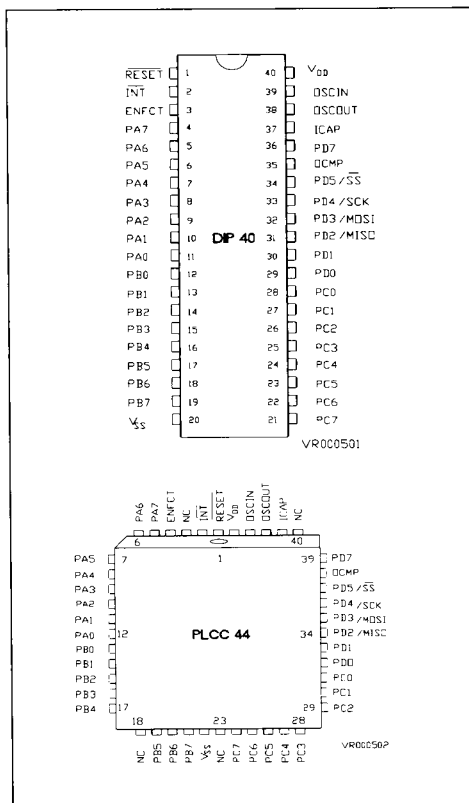 RESET 1 40 VDD
INT 2 39 OSCIN
ENFCT 3 38 OSCOUT
PA7 4 37 ICAP
PA6 5 36 PD7
PA5 6 35 OCMP
PA4 7 34 PD5/SS
PA3 8 33 PD4/SCK
PA2 9 32 PD3/MOSI
PA1 10 DIP 40 31 PD2/MISC
PA0 11 30 PD1
PB0 12 29 PD0
PB1 13 28 PC0
PB2 14 27 PC1
PB3 15 26 PC2
PB4 16 25 PC3
PB5 17 24 PC4
PB6 18 23 PC5
PB7 19 22 PC6
VSS 20 21 PC7
VR000501
PA6 PA7 ENFCT NC INT RESET VDD OSCIN OSCOUT ICAP NC
6 40
PA5 7 1 39 PD7
PA4 OCMP
PA3 PD5/SS
PA2 PD4/SCK
PA1 PD3/MOSI
PA0 12 PLCC 44 34 PD2/MISC
PB0 PD1
PB1 PD0
PB2 PC0
PB3 PC1
PB4 17 29 PC2
18 23 28
NC PB5 PB6 PB7 VSS NC PC7 PC6 PC5 PC4 PC3
VR000502